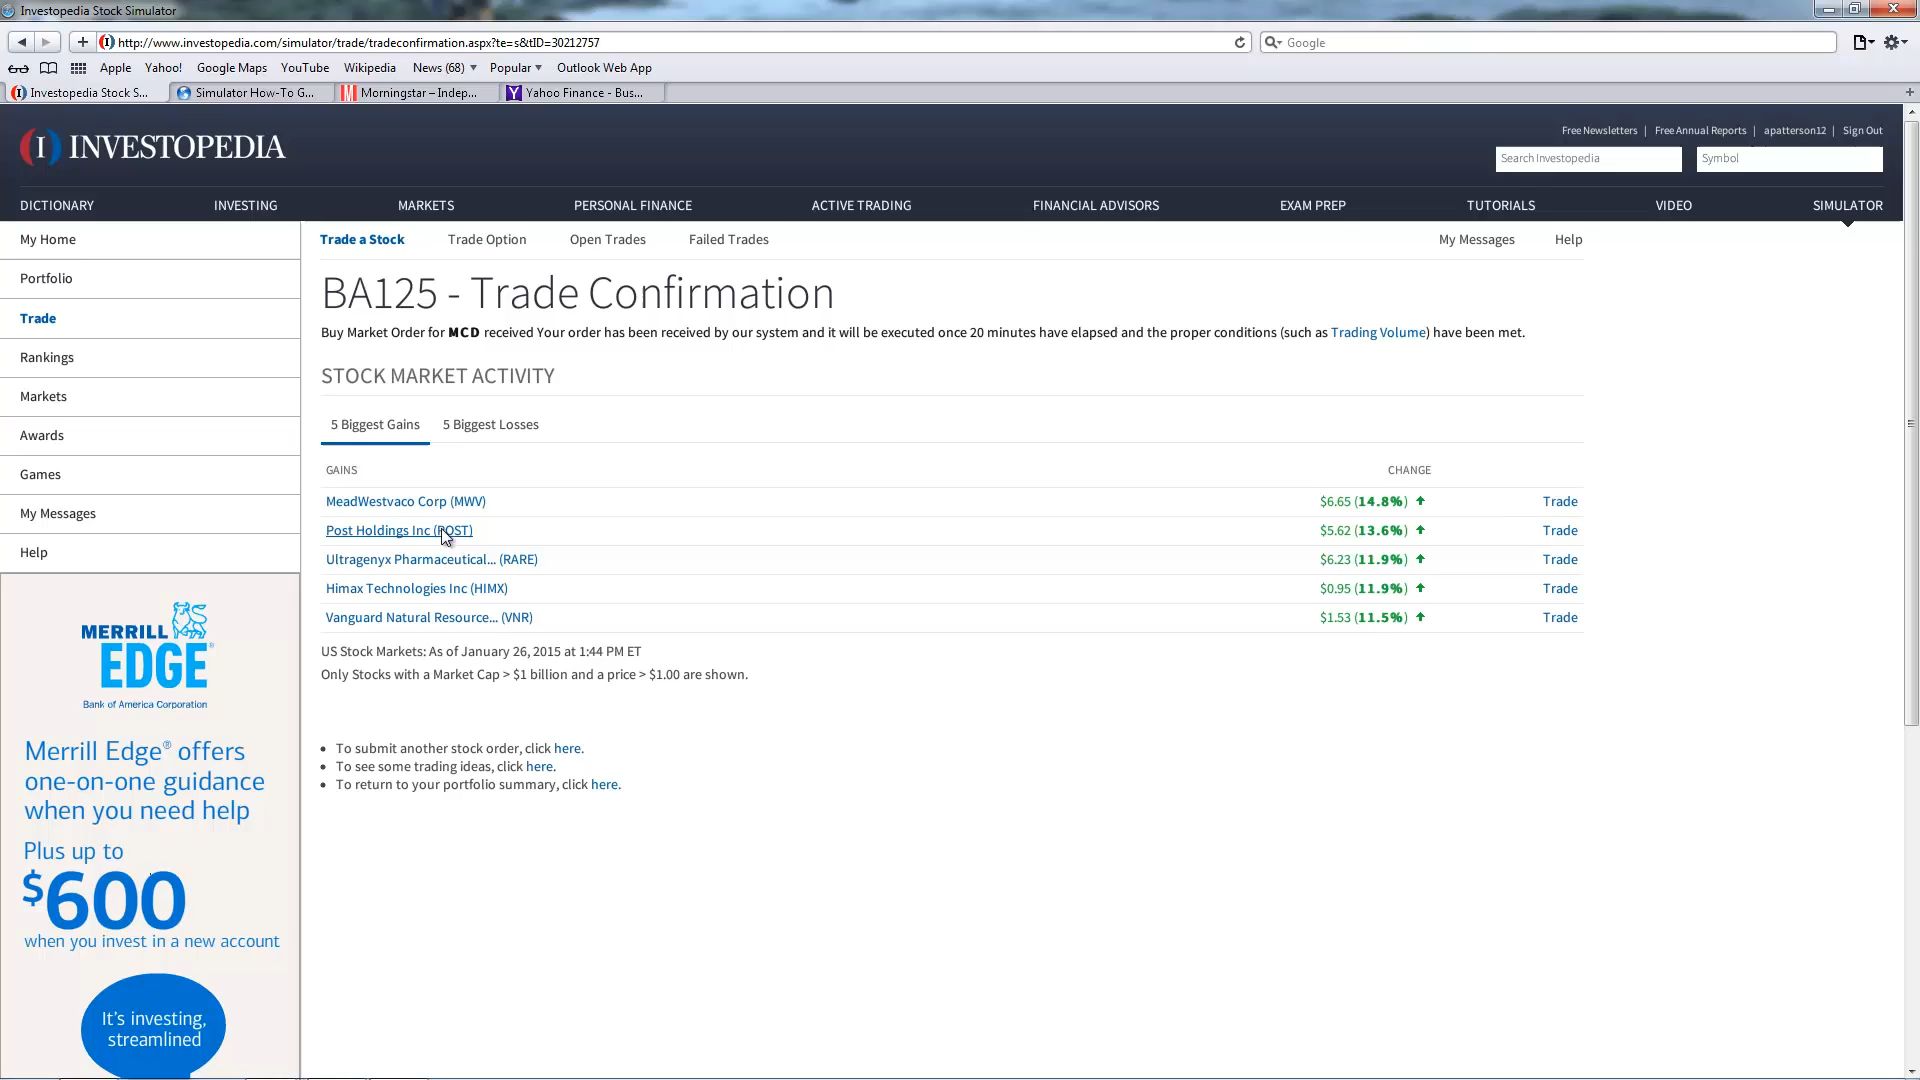 Investopedia Stock Simulator
http://www.investopedia.com/simulator/trade/tradeconfirmation.aspx?te=s&tID=30212757
Google
Apple Yahoo! Google Maps YouTube Wikipedia News (68) Popular Outlook Web App
Investopedia Stock S... Simulator How-To G... Morningstar – Indep... Yahoo Finance - Bus...
Free Newsletters | Free Annual Reports | apatterson12 | Sign Out
INVESTOPEDIA
Search Investopedia Symbol
DICTIONARY INVESTING MARKETS PERSONAL FINANCE ACTIVE TRADING FINANCIAL ADVISORS EXAM PREP TUTORIALS VIDEO SIMULATOR
My Home
Portfolio
Trade
Rankings
Markets
Awards
Games
My Messages
Help
Trade a Stock Trade Option Open Trades Failed Trades My Messages Help
BA125 - Trade Confirmation
Buy Market Order for MCD received Your order has been received by our system and it will be executed once 20 minutes have elapsed and the proper conditions (such as Trading Volume) have been met.
STOCK MARKET ACTIVITY
5 Biggest Gains 5 Biggest Losses
GAINS CHANGE
MeadWestvaco Corp (MWV) $6.65 (14.8%) Trade
Post Holdings Inc (POST) $5.62 (13.6%) Trade
Ultragenyx Pharmaceutical... (RARE) $6.23 (11.9%) Trade
Himax Technologies Inc (HIMX) $0.95 (11.9%) Trade
Vanguard Natural Resource... (VNR) $1.53 (11.5%) Trade
US Stock Markets: As of January 26, 2015 at 1:44 PM ET
Only Stocks with a Market Cap > $1 billion and a price > $1.00 are shown.
• To submit another stock order, click here.
• To see some trading ideas, click here.
• To return to your portfolio summary, click here.
MERRILL
EDGE®
Bank of America Corporation
Merrill Edge® offers
one-on-one guidance
when you need help
Plus up to
$600
when you invest in a new account
It's investing,
streamlined